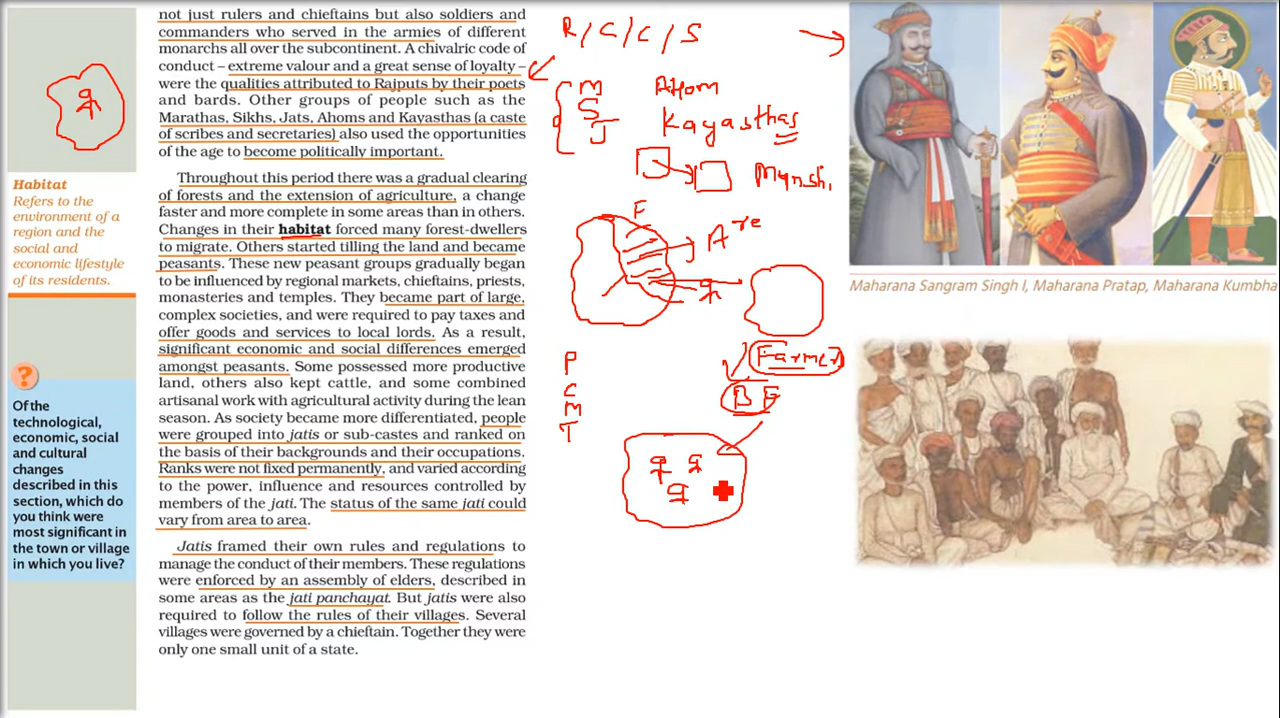 not just rulers and chieftains but also soldiers and
commanders who served in the armies of different
monarchs all over the subcontinent. A chivalric code of
conduct – extreme valour and a great sense of loyalty –
were the qualities attributed to Rajputs by their poets
and bards. Other groups of people such as the
Marathas, Sikhs, Jats, Ahoms and Kayasthas (a caste
of scribes and secretaries) also used the opportunities
of the age to become politically important.
Throughout this period there was a gradual clearing
of forests and the extension of agriculture, a change
faster and more complete in some areas than in others.
Changes in their habitat forced many forest-dwellers
to migrate. Others started tilling the land and became
peasants. These new peasant groups gradually began
to be influenced by regional markets, chieftains, priests,
monasteries and temples. They became part of large,
complex societies, and were required to pay taxes and
offer goods and services to local lords. As a result,
significant economic and social differences emerged
amongst peasants. Some possessed more productive
land, others also kept cattle, and some combined
artisanal work with agricultural activity during the lean
season. As society became more differentiated, people
were grouped into jatis or sub-castes and ranked on
the basis of their backgrounds and their occupations.
Ranks were not fixed permanently, and varied according
to the power, influence and resources controlled by
members of the jati. The status of the same jati could
vary from area to area.
Jatis framed their own rules and regulations to
manage the conduct of their members. These regulations
were enforced by an assembly of elders, described in
some areas as the jati panchayat. But jatis were also
required to follow the rules of their villages. Several
villages were governed by a chieftain. Together they were
only one small unit of a state.
Habitat
Refers to the
environment of a
region and the
social and
economic lifestyle
of its residents.
?
Of the
technological,
economic, social
and cultural
changes
described in this
section, which do
you think were
most significant in
the town or village
in which you live?
R/C/C/S
M
S
J
Ahom
Kayasthas
Munshi
F
A re
Farmer
B F
P
C
M
T
Maharana Sangram Singh I, Maharana Pratap, Maharana Kumbha